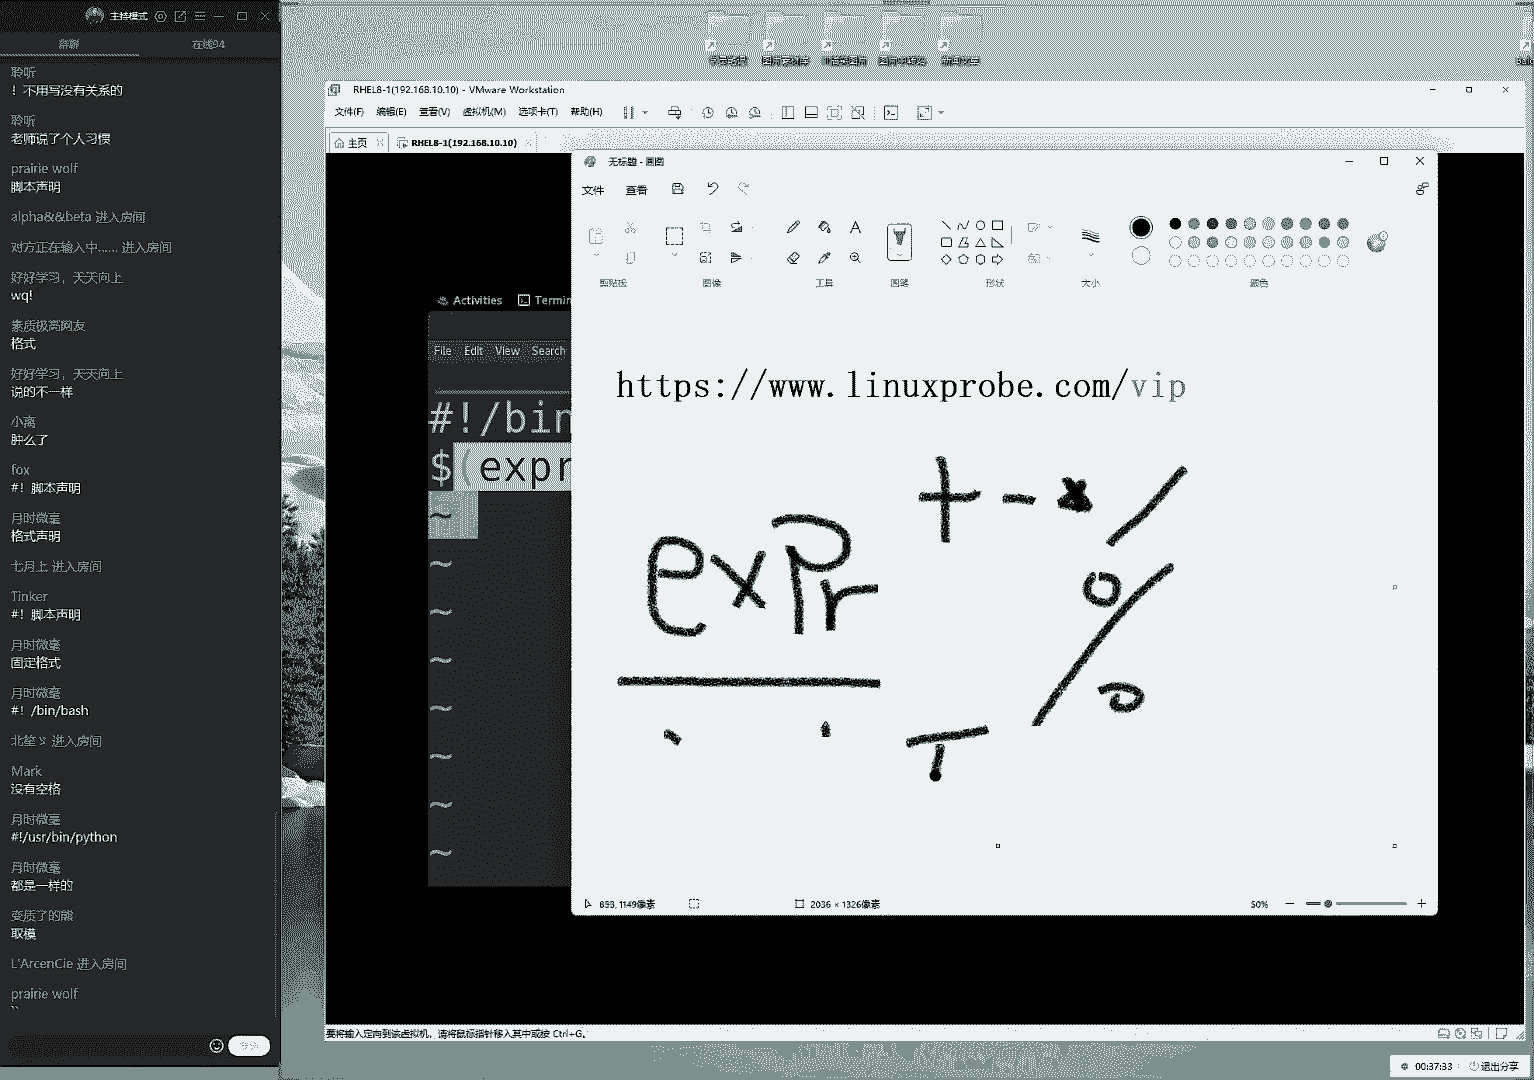 主持模式
群聊
在线94
聆听
！不用写没有关系的
聆听
老师说了个人习惯
prairie wolf
脚本声明
alpha&&beta 进入房间
对方正在输入中...... 进入房间
好好学习，天天向上
wq!
素质极高网友
格式
好好学习，天天向上
说的不一样
小离
肿么了
fox
#！脚本声明
月时微毫
格式声明
七月上 进入房间
Tinker
#！脚本声明
月时微毫
固定格式
月时微毫
#！/bin/bash
北笙ゞ 进入房间
Mark
没有空格
月时微毫
#!/usr/bin/python
月时微毫
都是一样的
变质了的熊
取模
L'ArcenCie 进入房间
prairie wolf
``
RHEL8-1(192.168.10.10) - VMware Workstation
文件(F) 编辑(E) 查看(V) 虚拟机(M) 选项卡(T) 帮助(H)
主页
RHEL8-1(192.168.10.10)
Activities
Termin
File Edit View Search
#!/bin
$(expr
~
~
~
~
~
~
~
~
无标题 - 画图
文件 查看
剪贴板 图像 工具 画笔 形状 大小 颜色
https://www.linuxprobe.com/vip
+ - * /
expr
%
853, 1149像素
2036 × 1326像素
50%
要将输入定向到该虚拟机，请将鼠标指针移入其中或按 Ctrl+G。
00:37:33
退出分享